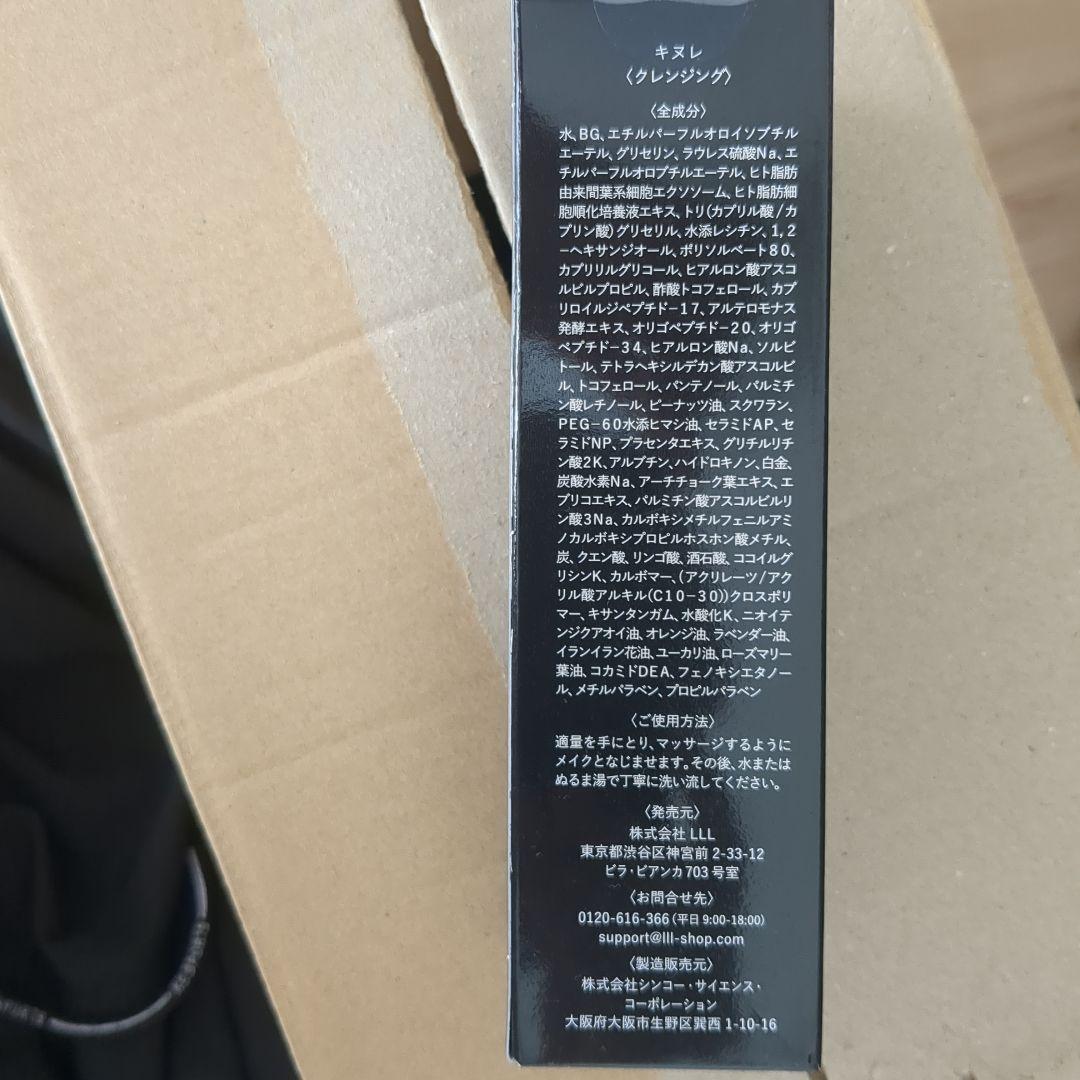 キヌレ
〈クレンジング〉
〈全成分〉
水、BG、エチルパーフルオロイソブチル
エーテル、グリセリン、ラウレス硫酸Na、エ
チルパーフルオロブチルエーテル、ヒト脂肪
由来間葉系細胞エクソソーム、ヒト脂肪細
胞順化培養液エキス、トリ(カプリル酸/カ
プリン酸)グリセリル、水添レシチン、1,2
-ヘキサンジオール、ポリソルベート80、
カプリリルグリコール、ヒアルロン酸アスコ
ルビルプロピル、酢酸トコフェロール、カプ
リロイルジペプチド-17、アルテロモナス
発酵エキス、オリゴペプチド-20、オリゴ
ペプチド-34、ヒアルロン酸Na、ソルビ
トール、テトラヘキシルデカン酸アスコルビ
ル、トコフェロール、パンテノール、パルミチ
ン酸レチノール、ピーナッツ油、スクワラン、
PEG-60水添ヒマシ油、セラミドAP、セ
ラミドNP、プラセンタエキス、グリチルリチ
ン酸2K、アルブチン、ハイドロキノン、白金、
炭酸水素Na、アーチチョーク葉エキス、エ
ブリコエキス、パルミチン酸アスコルビルリ
ン酸3Na、カルボキシメチルフェニルアミ
ノカルボキシプロピルホスホン酸メチル、
炭、クエン酸、リンゴ酸、酒石酸、ココイルグ
リシンK、カルボマー、(アクリレーツ/アク
リル酸アルキル(C10-30))クロスポリ
マー、キサンタンガム、水酸化K、ニオイテ
ンジクアオイ油、オレンジ油、ラベンダー油、
イランイラン花油、ユーカリ油、ローズマリー
葉油、コカミドDEA、フェノキシエタノー
ル、メチルパラベン、プロピルパラベン
〈ご使用方法〉
適量を手にとり、マッサージするように
メイクとなじませます。その後、水または
ぬるま湯で丁寧に洗い流してください。
〈発売元〉
株式会社 LLL
東京都渋谷区神宮前 2-33-12
ビラ・ビアンカ703号室
〈お問合せ先〉
0120-616-366(平日 9:00-18:00)
support@lll-shop.com
〈製造販売元〉
株式会社シンコー・サイエンス・
コーポレーション
大阪府大阪市生野区巽西 1-10-16